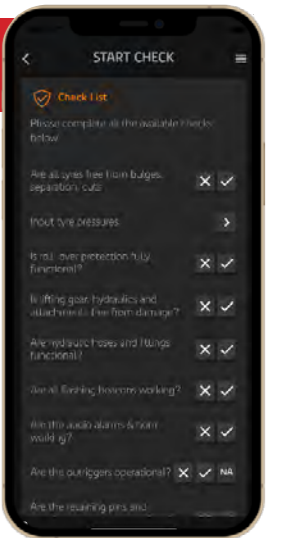 START CHECK
Check List
Please complete all the available checks
below
Are all tyres free from bulges,
separation, cuts
Input tyre pressures
Is roll over protection fully
functional?
Is lifting gear, hydraulics and
attachments free from damage?
Are hydraulic hoses and fittings
functional?
Are all flashing beacons working?
Are the audio alarms & horn
working?
Are the outriggers operational? NA
Are the retaining pins and